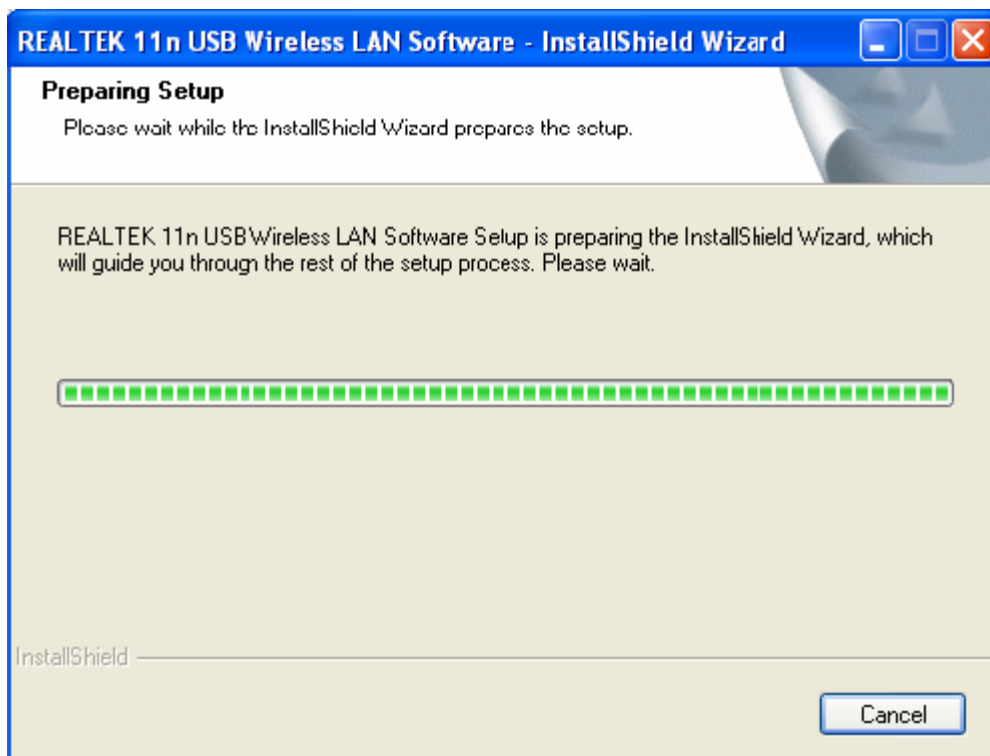 REALTEK 11n USB Wireless LAN Software - InstallShield Wizard
Preparing Setup
Please wait while the InstallShield Wizard prepares the setup.
REALTEK 11n USB Wireless LAN Software Setup is preparing the InstallShield Wizard, which
will guide you through the rest of the setup process. Please wait.
InstallShield
Cancel